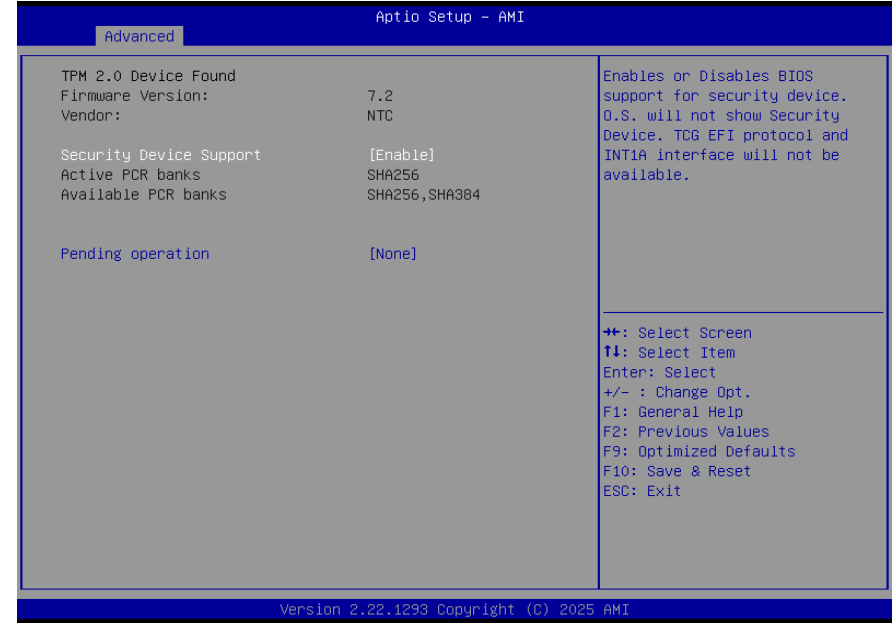 Aptio Setup - AMI
Advanced
TPM 2.0 Device Found
Firmware Version: 7.2
Vendor: NTC
Security Device Support [Enable]
Active PCR banks SHA256
Available PCR banks SHA256,SHA384
Pending operation [None]
Enables or Disables BIOS
support for security device.
O.S. will not show Security
Device. TCG EFI protocol and
INT1A interface will not be
available.
→←: Select Screen
↑↓: Select Item
Enter: Select
+/- : Change Opt.
F1: General Help
F2: Previous Values
F9: Optimized Defaults
F10: Save & Reset
ESC: Exit
Version 2.22.1293 Copyright (C) 2025 AMI